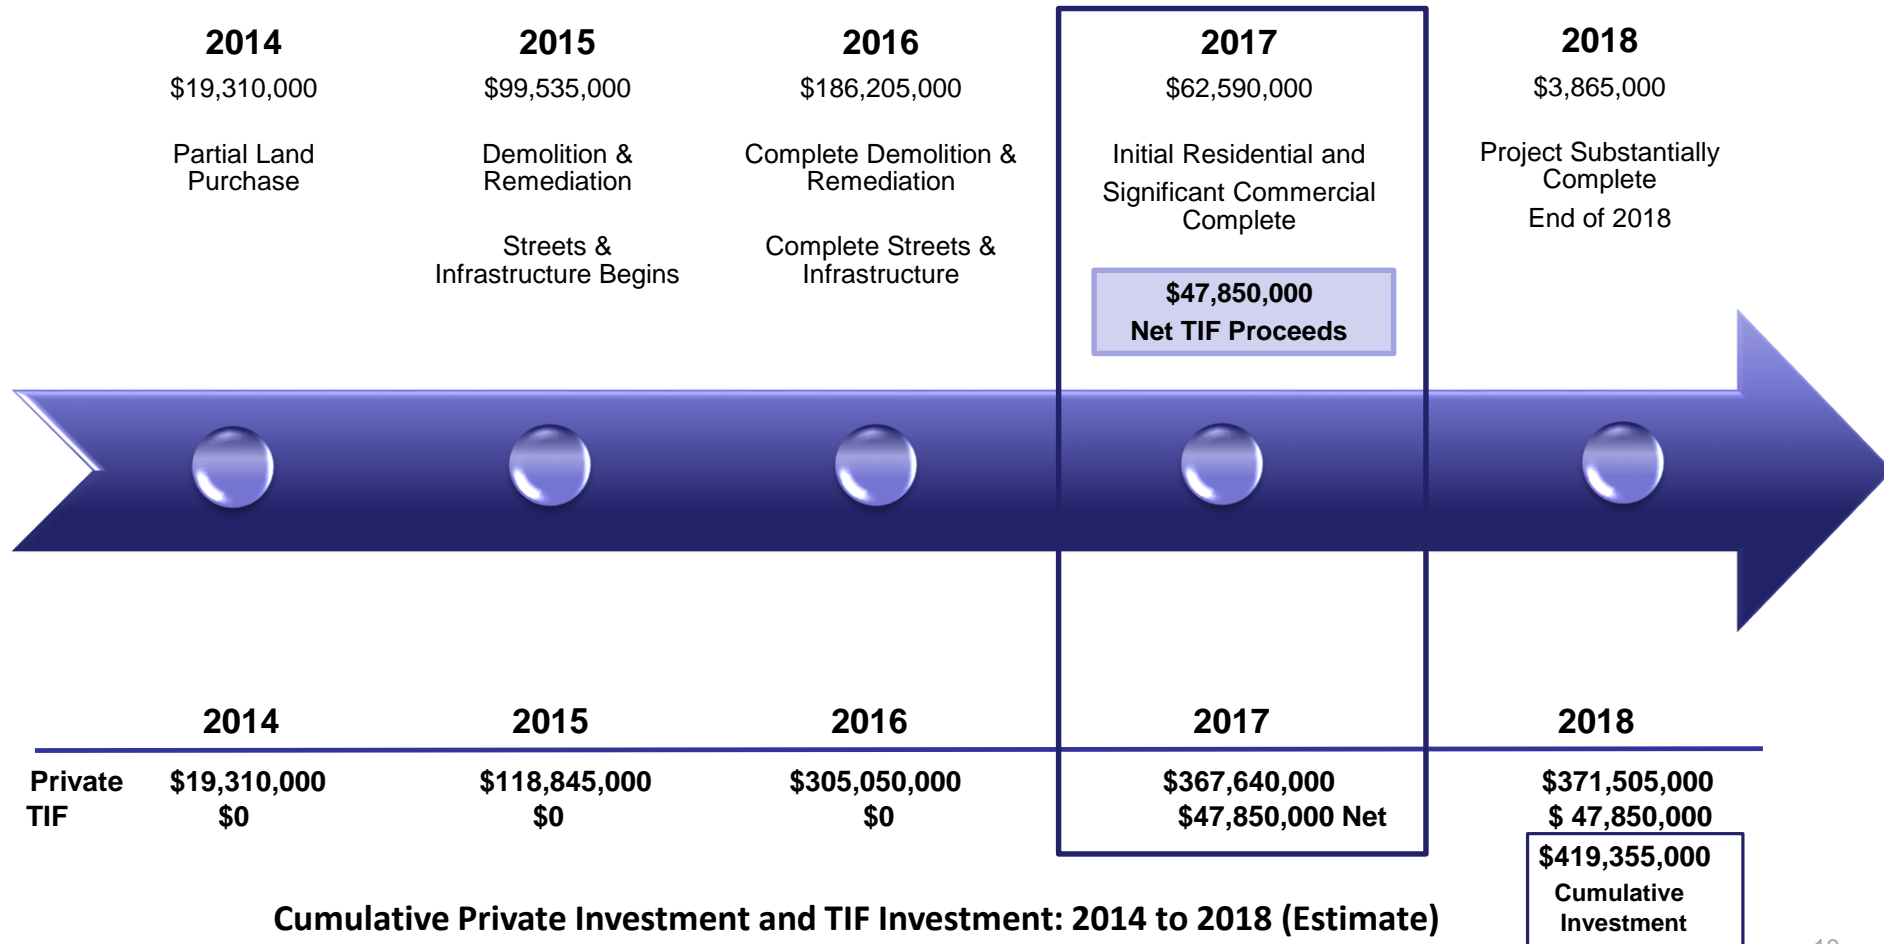 2014 2015 2016 2017 2018
$19,310,000 $99,535,000 $186,205,000 $62,590,000 $3,865,000
Partial Land
Purchase
Demolition &
Remediation
Streets &
Infrastructure Begins
Complete Demolition &
Remediation
Complete Streets &
Infrastructure
Initial Residential and
Significant Commercial
Complete
$47,850,000
Net TIF Proceeds
Project Substantially
Complete
End of 2018
2014 2015 2016 2017 2018
Private $19,310,000 $118,845,000 $305,050,000 $367,640,000 $371,505,000
TIF $0 $0 $0 $47,850,000 Net $ 47,850,000
$419,355,000
Cumulative
Investment
Cumulative Private Investment and TIF Investment: 2014 to 2018 (Estimate)